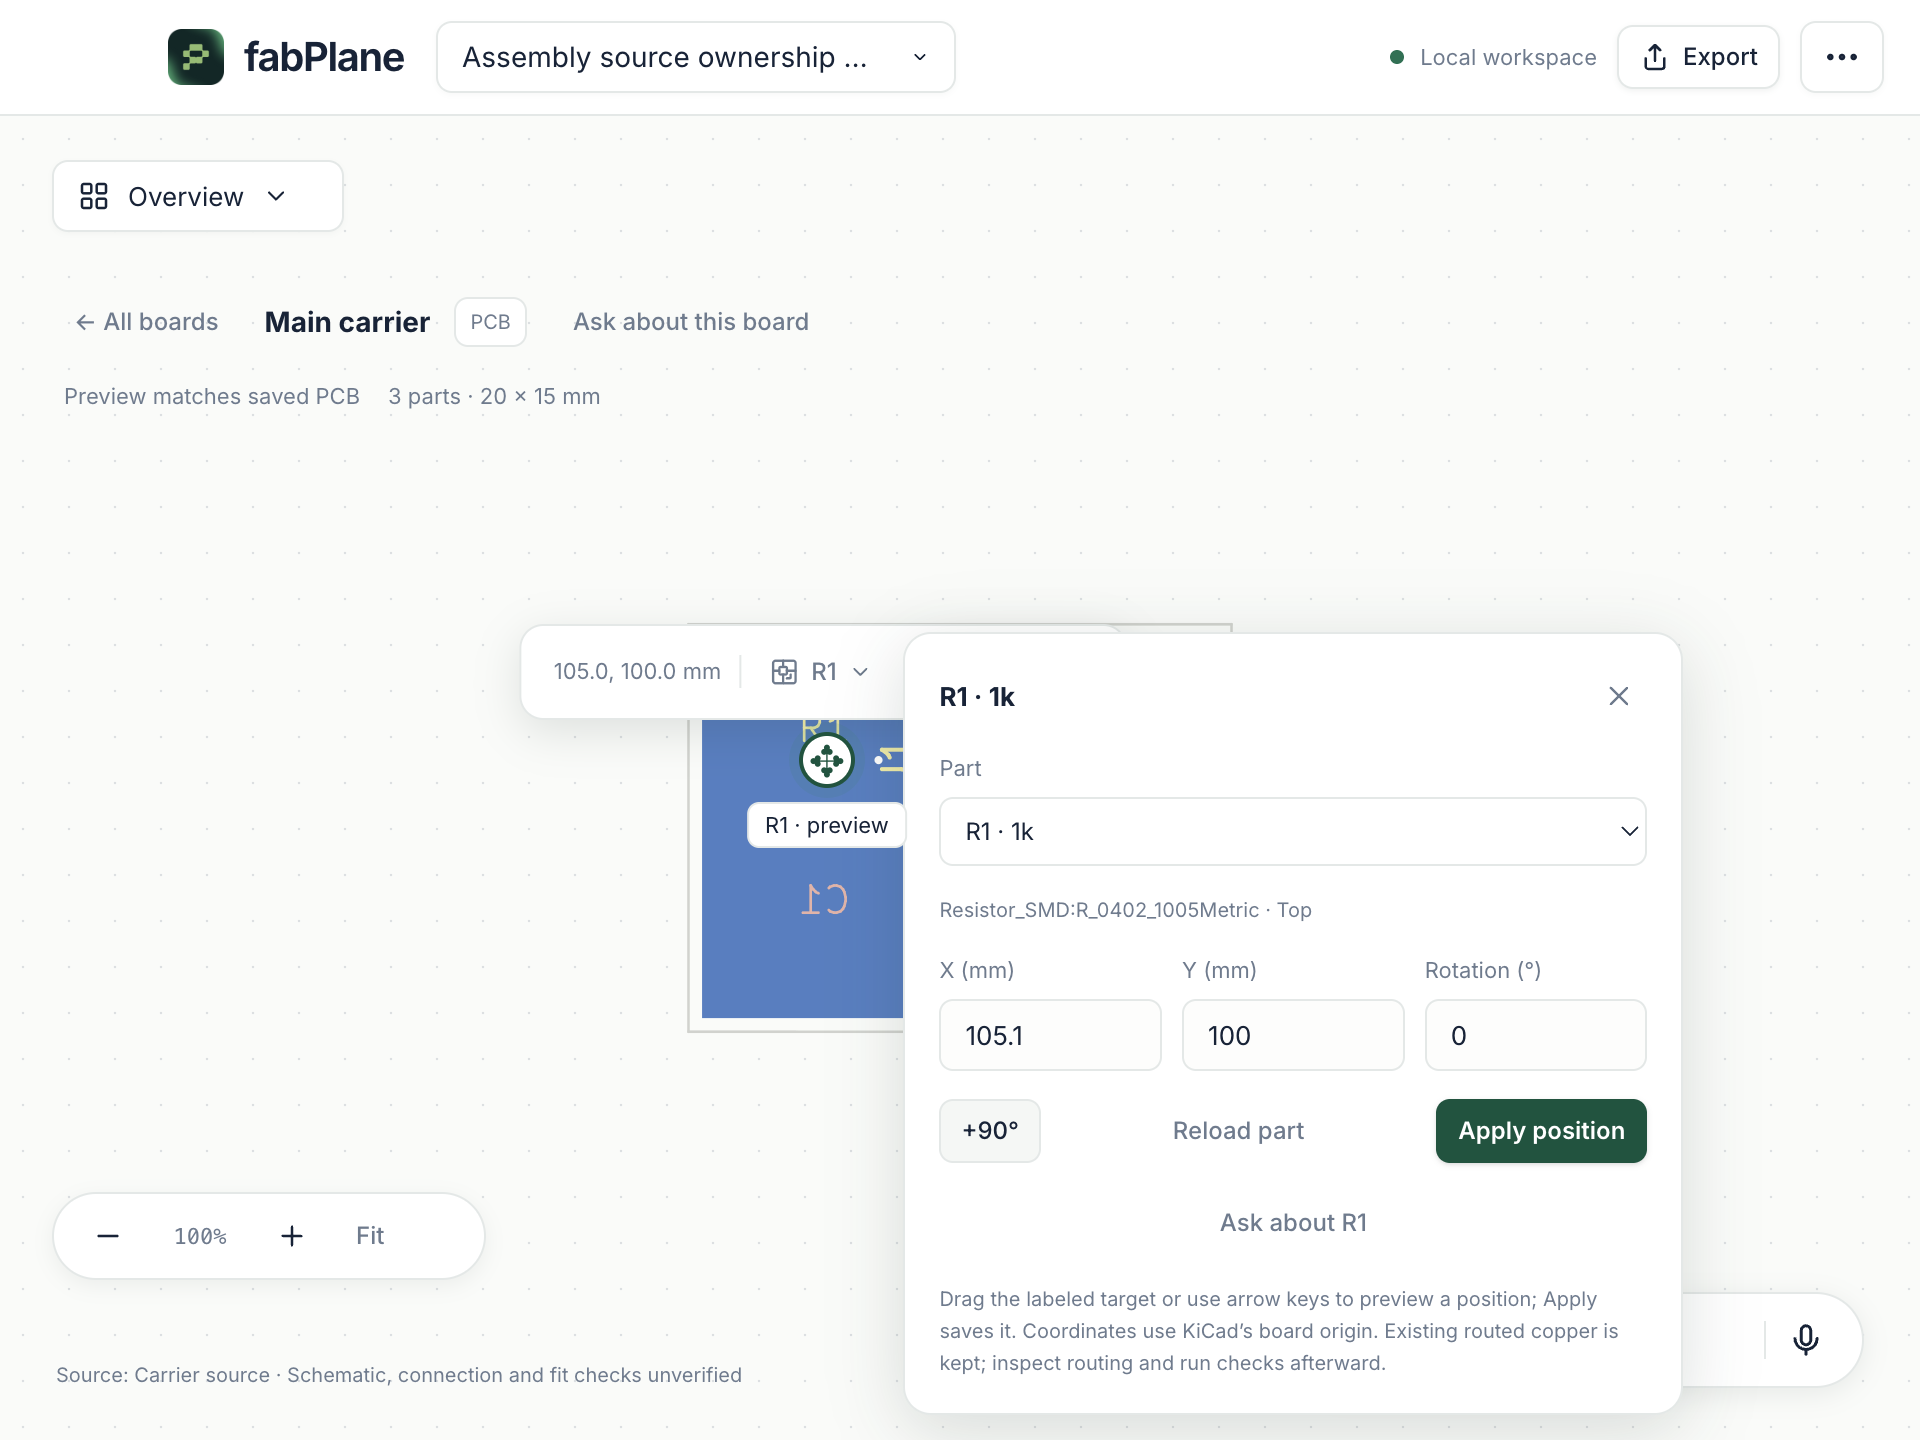 fabPlane
Assembly source ownership ...
Local workspace
Export
Overview
← All boards
Main carrier
PCB
Ask about this board
Preview matches saved PCB
3 parts · 20 × 15 mm
105.0, 100.0 mm
R1
R1
R1 · preview
C1
R1 · 1k
Part
R1 · 1k
Resistor_SMD:R_0402_1005Metric · Top
X (mm)
Y (mm)
Rotation (°)
105.1
100
0
+90°
Reload part
Apply position
Ask about R1
Drag the labeled target or use arrow keys to preview a position; Apply
saves it. Coordinates use KiCad’s board origin. Existing routed copper is
kept; inspect routing and run checks afterward.
100%
Fit
Source: Carrier source · Schematic, connection and fit checks unverified